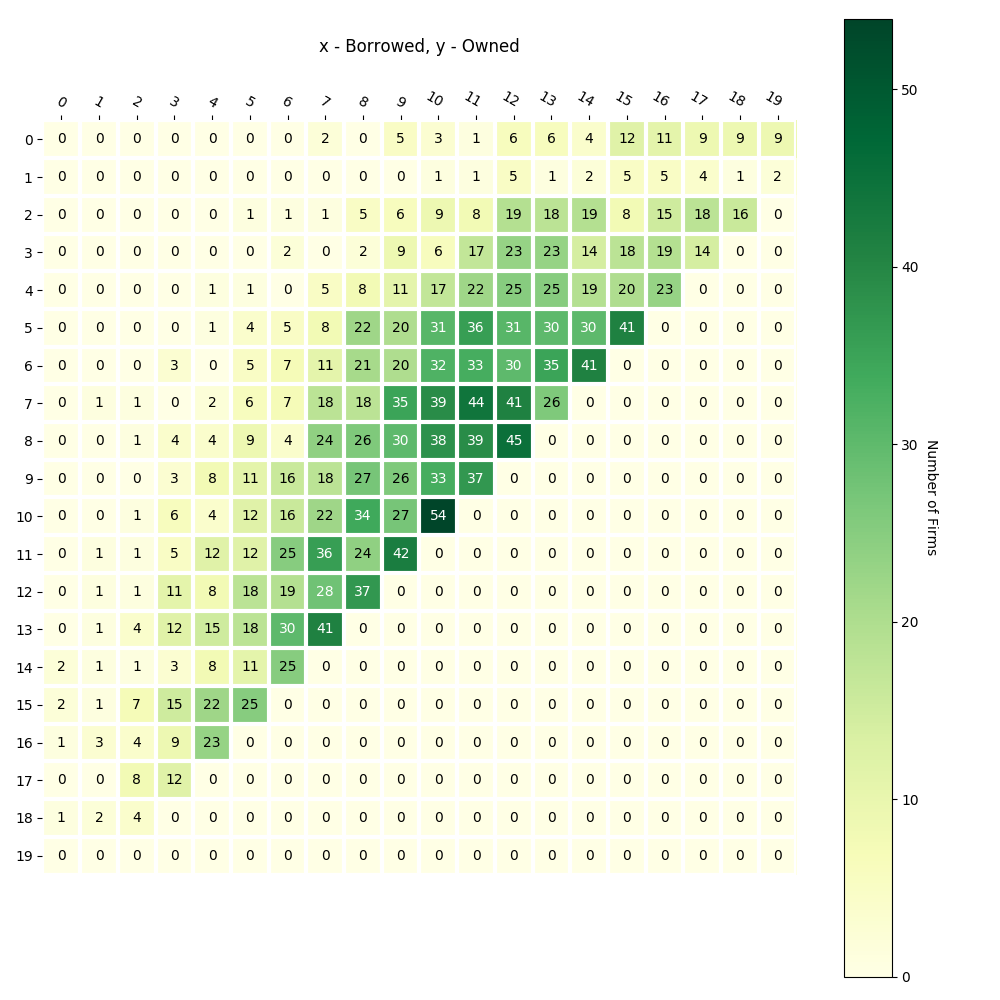 x - Borrowed, y - Owned
0 1 2 3 4 5 6 7 8 9 10 11 12 13 14 15 16 17 18 19
0 0 0 0 0 0 0 0 2 0 5 3 1 6 6 4 12 11 9 9 9
1 0 0 0 0 0 0 0 0 0 0 1 1 5 1 2 5 5 4 1 2
2 0 0 0 0 0 1 1 1 5 6 9 8 19 18 19 8 15 18 16 0
3 0 0 0 0 0 0 2 0 2 9 6 17 23 23 14 18 19 14 0 0
4 0 0 0 0 1 1 0 5 8 11 17 22 25 25 19 20 23 0 0 0
5 0 0 0 0 1 4 5 8 22 20 31 36 31 30 30 41 0 0 0 0
6 0 0 0 3 0 5 7 11 21 20 32 33 30 35 41 0 0 0 0 0
7 0 1 1 0 2 6 7 18 18 35 39 44 41 26 0 0 0 0 0 0
8 0 0 1 4 4 9 4 24 26 30 38 39 45 0 0 0 0 0 0 0
9 0 0 0 3 8 11 16 18 27 26 33 37 0 0 0 0 0 0 0 0
10 0 0 1 6 4 12 16 22 34 27 54 0 0 0 0 0 0 0 0 0
11 0 1 1 5 12 12 25 36 24 42 0 0 0 0 0 0 0 0 0 0
12 0 1 1 11 8 18 19 28 37 0 0 0 0 0 0 0 0 0 0 0
13 0 1 4 12 15 18 30 41 0 0 0 0 0 0 0 0 0 0 0 0
14 2 1 1 3 8 11 25 0 0 0 0 0 0 0 0 0 0 0 0 0
15 2 1 7 15 22 25 0 0 0 0 0 0 0 0 0 0 0 0 0 0
16 1 3 4 9 23 0 0 0 0 0 0 0 0 0 0 0 0 0 0 0
17 0 0 8 12 0 0 0 0 0 0 0 0 0 0 0 0 0 0 0 0
18 1 2 4 0 0 0 0 0 0 0 0 0 0 0 0 0 0 0 0 0
19 0 0 0 0 0 0 0 0 0 0 0 0 0 0 0 0 0 0 0 0
50
40
30
20
10
0
Number of Firms